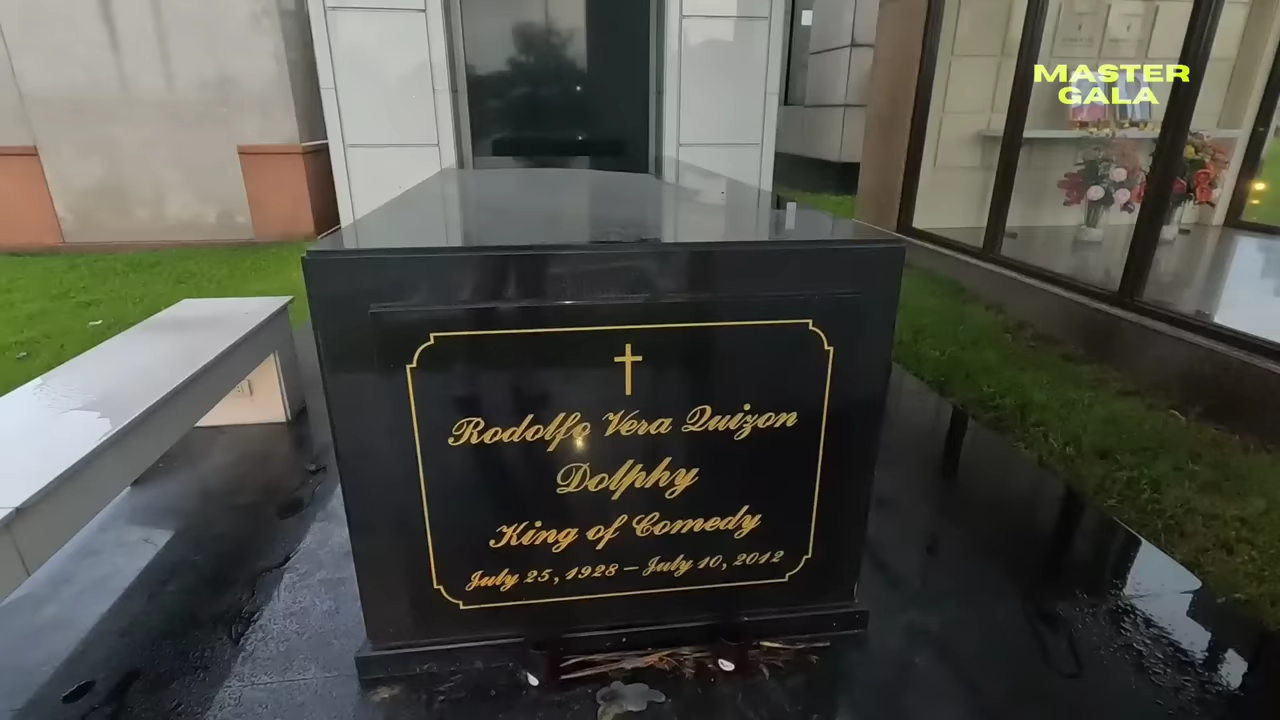 MASTER
GALA
Rodolfo Vera Quizon
Dolphy
King of Comedy
July 25, 1928 – July 10, 2012